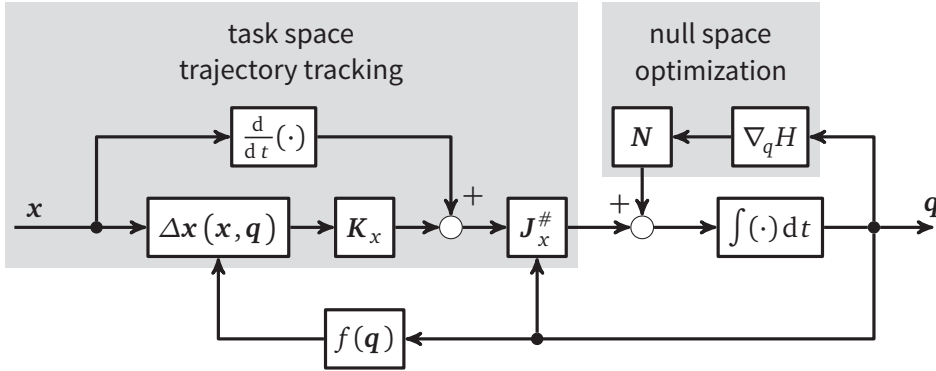 task space
trajectory tracking
null space
optimization
d/dt (·)
N
∇qH
+
+
x
Δx(x, q)
Kx
Jx#
∫(·) dt
q
f(q)